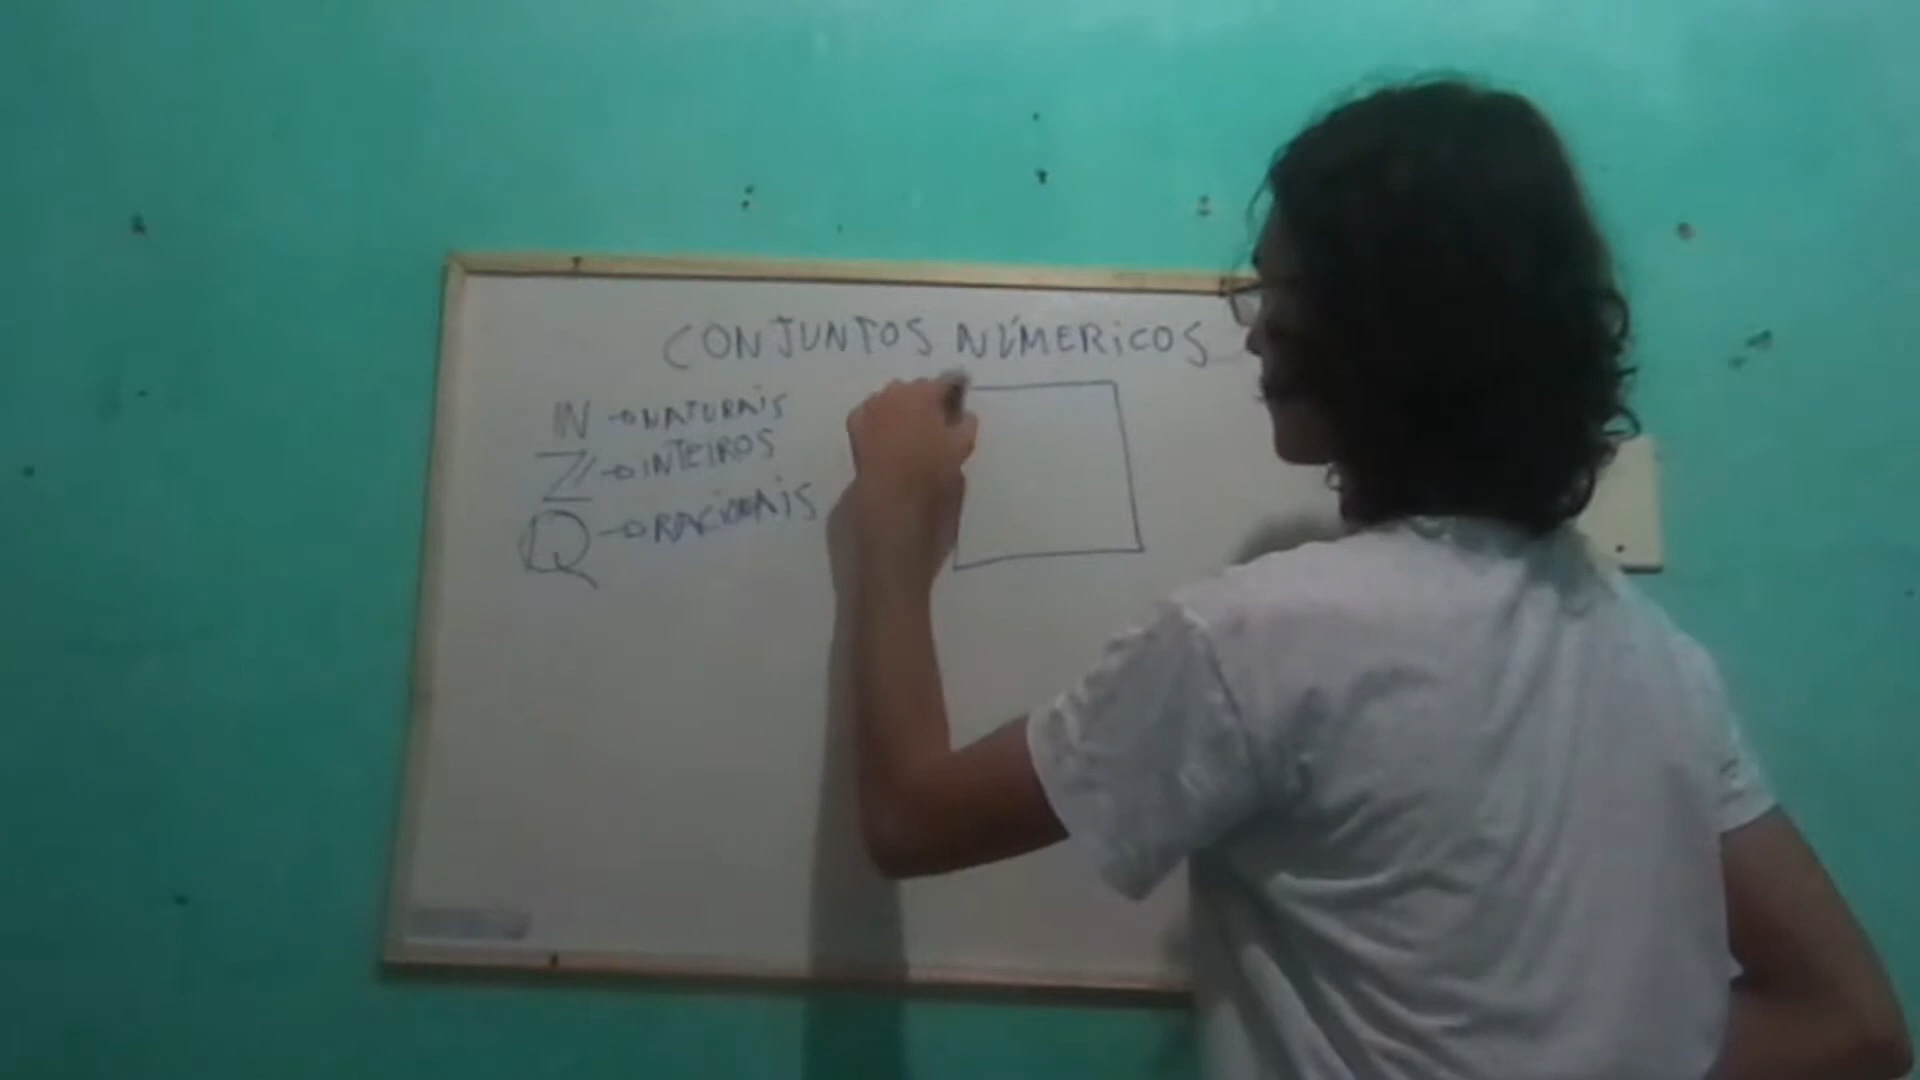 CONJUNTOS NÚMERICOS
IN → NATURAIS
Z → INTEIROS
Q → RACIONAIS